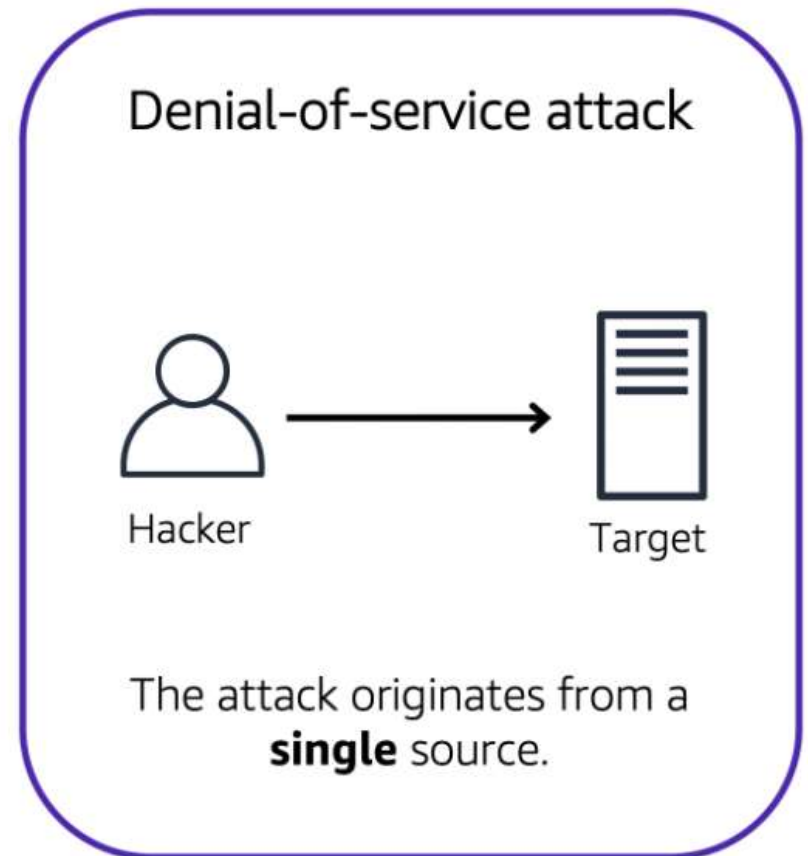 Denial-of-service attack
Hacker
Target
The attack originates from a
single source.